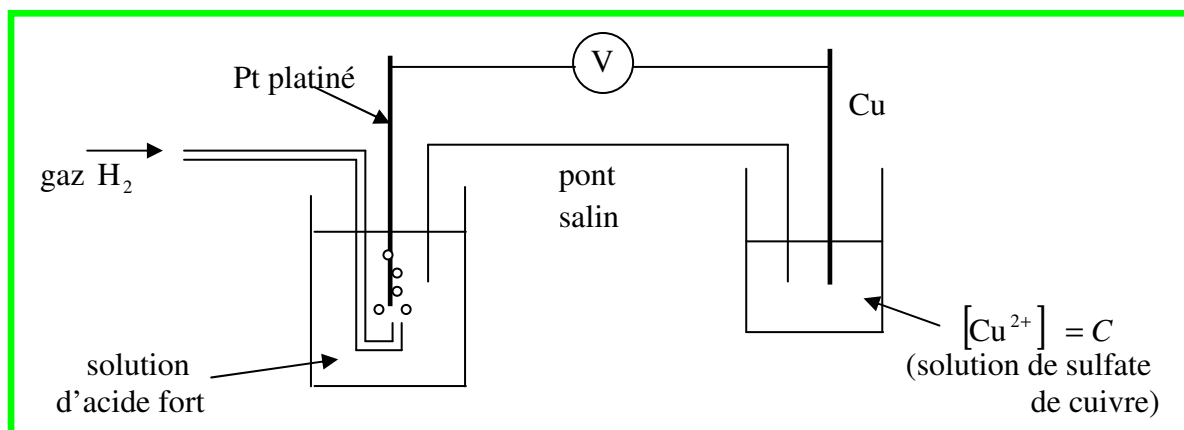 V
Pt platiné
Cu
gaz H₂
pont
salin
[Cu²⁺] = C
(solution de sulfate
de cuivre)
solution
d'acide fort